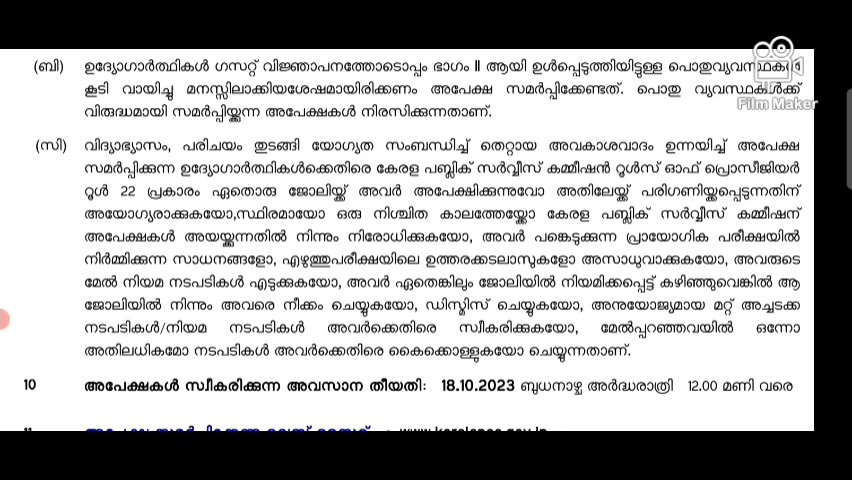 (ബി) ഉദ്യോഗാർത്ഥികൾ ഗസറ്റ് വിജ്ഞാപനത്തോടൊപ്പം ഭാഗം II ആയി ഉൾപ്പെടുത്തിയിട്ടുള്ള പൊതുവ്യവസ്ഥകൾ
കൂടി വായിച്ചു മനസ്സിലാക്കിയശേഷമായിരിക്കണം അപേക്ഷ സമർപ്പിക്കേണ്ടത്. പൊതു വ്യവസ്ഥകൾക്ക്
Film Maker
വിരുദ്ധമായി സമർപ്പിയ്ക്കുന്ന അപേക്ഷകൾ നിരസിക്കുന്നതാണ്.
(സി) വിദ്യാഭ്യാസം, പരിചയം തുടങ്ങി യോഗ്യത സംബന്ധിച്ച് തെറ്റായ അവകാശവാദം ഉന്നയിച്ച് അപേക്ഷ
സമർപ്പിക്കുന്ന ഉദ്യോഗാർത്ഥികൾക്കെതിരെ കേരള പബ്ലിക് സർവ്വീസ് കമ്മീഷൻ റൂൾസ് ഓഫ് പ്രൊസീജിയർ
റൂൾ 22 പ്രകാരം ഏതൊരു ജോലിയ്ക്ക് അവർ അപേക്ഷിക്കുന്നുവോ അതിലേയ്ക്ക് പരിഗണിയ്ക്കപ്പെടുന്നതിന്
അയോഗ്യരാക്കുകയോ,സ്ഥിരമായോ ഒരു നിശ്ചിത കാലത്തേയ്ക്കോ കേരള പബ്ലിക് സർവ്വീസ് കമ്മീഷന്
അപേക്ഷകൾ അയയ്ക്കുന്നതിൽ നിന്നും നിരോധിക്കുകയോ, അവർ പങ്കെടുക്കുന്ന പ്രായോഗിക പരീക്ഷയിൽ
നിർമ്മിക്കുന്ന സാധനങ്ങളോ, എഴുത്തുപരീക്ഷയിലെ ഉത്തരക്കടലാസുകളോ അസാധുവാക്കുകയോ, അവരുടെ
മേൽ നിയമ നടപടികൾ എടുക്കുകയോ, അവർ ഏതെങ്കിലും ജോലിയിൽ നിയമിക്കപ്പെട്ട് കഴിഞ്ഞുവെങ്കിൽ ആ
ജോലിയിൽ നിന്നും അവരെ നീക്കം ചെയ്യുകയോ, ഡിസ്മിസ് ചെയ്യുകയോ, അനുയോജ്യമായ മറ്റ് അച്ചടക്ക
നടപടികൾ/നിയമ നടപടികൾ അവർക്കെതിരെ സ്വീകരിക്കുകയോ, മേൽപ്പറഞ്ഞവയിൽ ഒന്നോ
അതിലധികമോ നടപടികൾ അവർക്കെതിരെ കൈക്കൊള്ളുകയോ ചെയ്യുന്നതാണ്.
10 അപേക്ഷകൾ സ്വീകരിക്കുന്ന അവസാന തീയതി: 18.10.2023 ബുധനാഴ്ച അർദ്ധരാത്രി 12.00 മണി വരെ